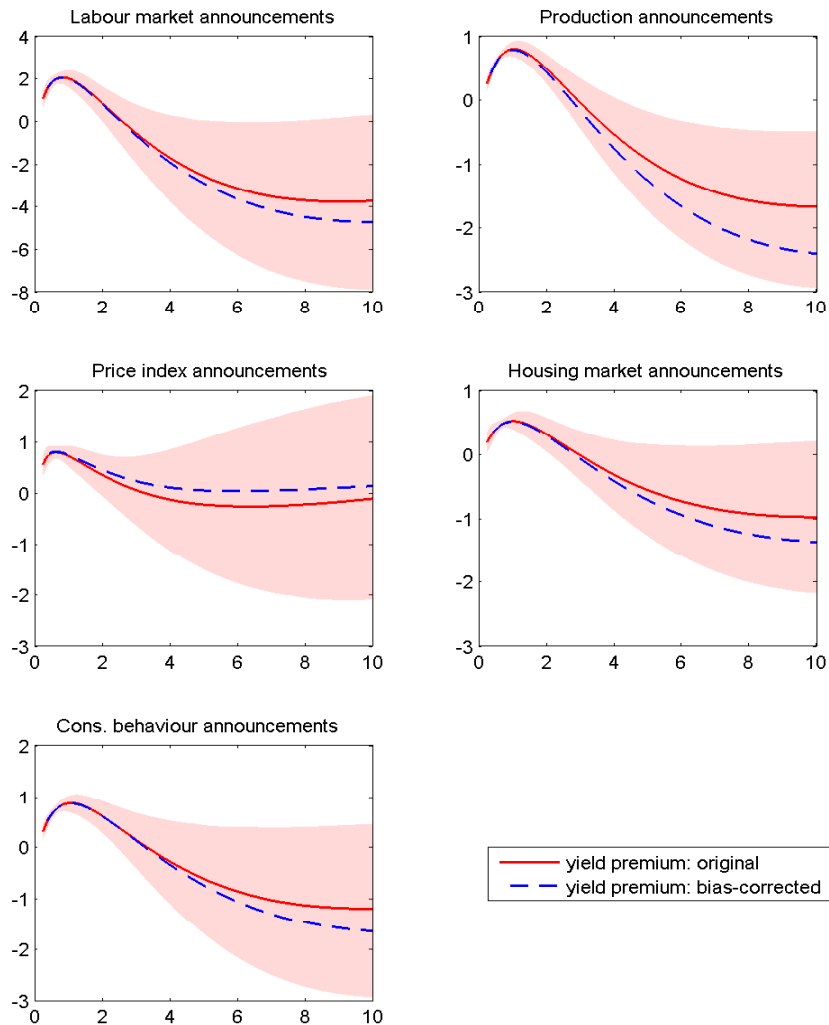 Labour market announcements
4
2
0
-2
-4
-6
-8
0 2 4 6 8 10
Production announcements
1
0
-1
-2
-3
0 2 4 6 8 10
Price index announcements
2
1
0
-1
-2
-3
0 2 4 6 8 10
Housing market announcements
1
0
-1
-2
-3
0 2 4 6 8 10
Cons. behaviour announcements
2
1
0
-1
-2
-3
0 2 4 6 8 10
yield premium: original
yield premium: bias-corrected